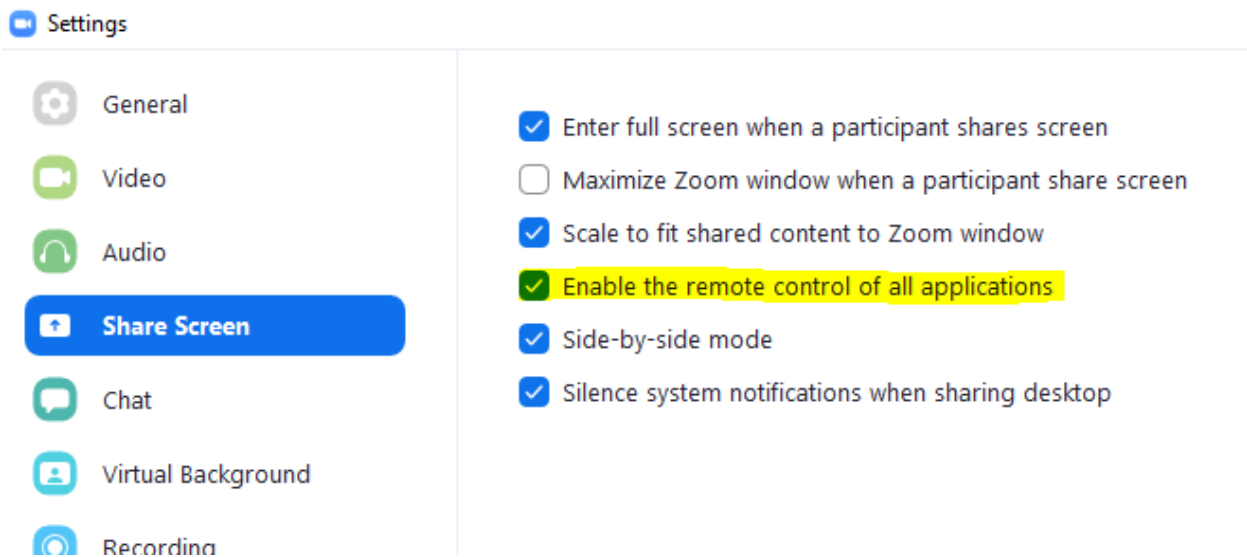 Settings
General
Video
Audio
Share Screen
Chat
Virtual Background
Recording
Enter full screen when a participant shares screen
Maximize Zoom window when a participant share screen
Scale to fit shared content to Zoom window
Enable the remote control of all applications
Side-by-side mode
Silence system notifications when sharing desktop